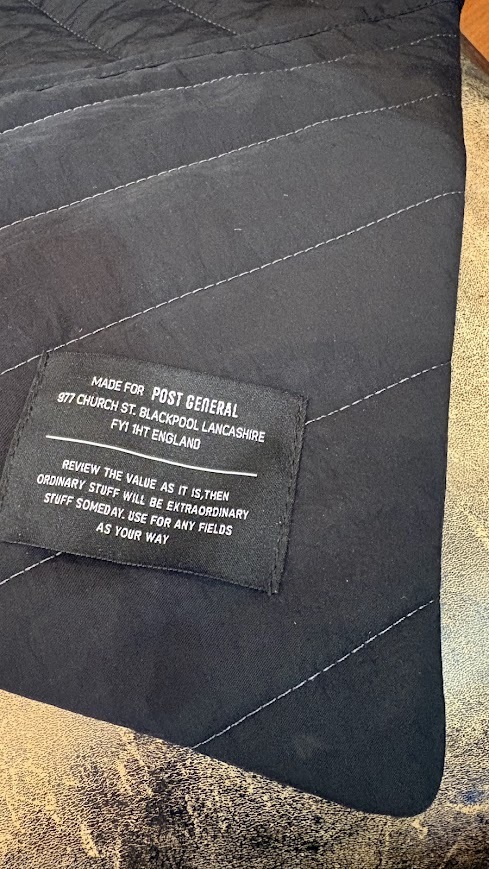 MADE FOR POST GENERAL
977 CHURCH ST. BLACKPOOL LANCASHIRE
FY1 1HT ENGLAND
REVIEW THE VALUE AS IT IS,THEN
ORDINARY STUFF WILL BE EXTRAORDINARY
STUFF SOMEDAY. USE FOR ANY FIELDS
AS YOUR WAY